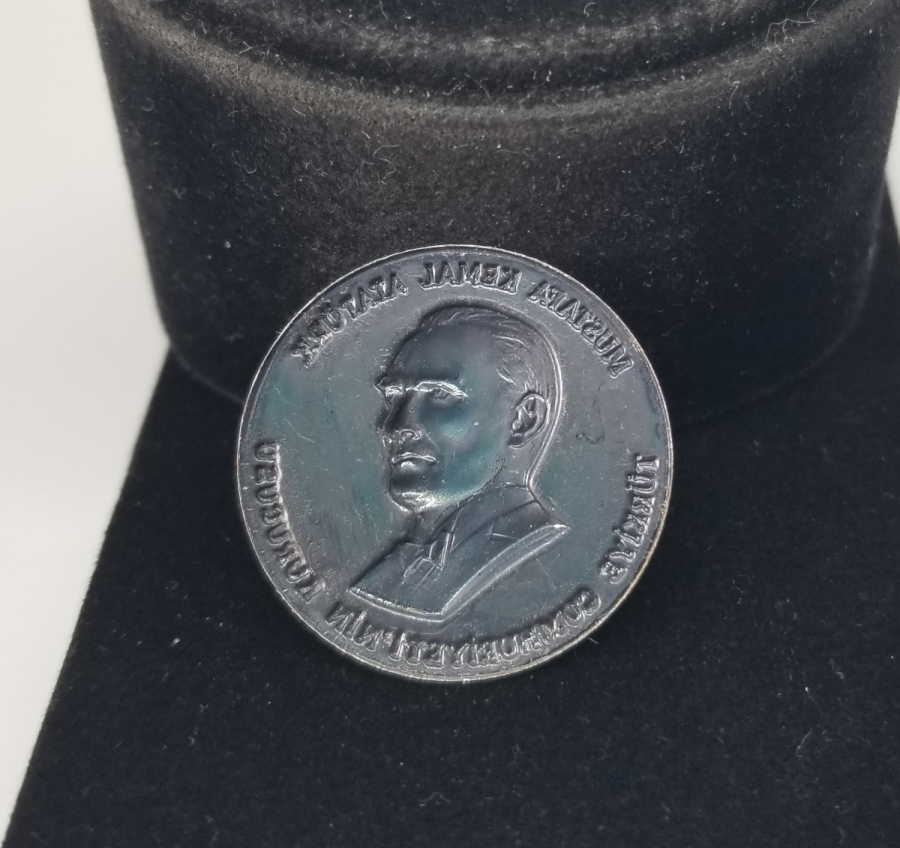 MUSTAFA KEMAL ATATÜRK
TÜRKİYE CUMHURİYETİ'NİN KURUCUSU